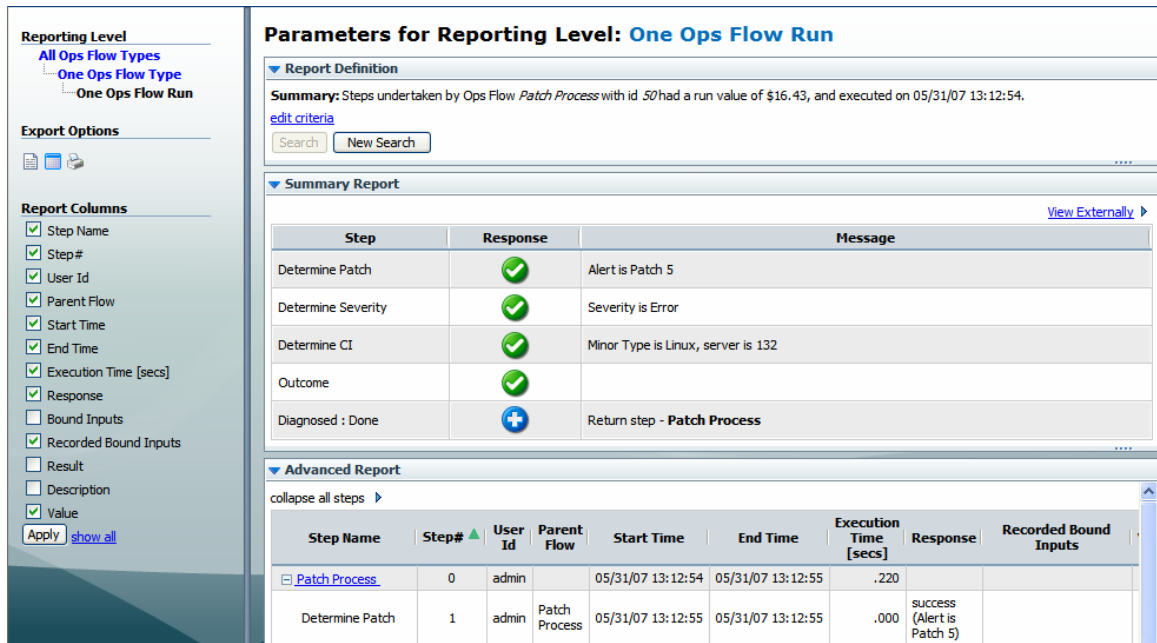 Reporting Level
All Ops Flow Types
One Ops Flow Type
One Ops Flow Run
Export Options
Report Columns
Step Name
Step#
User Id
Parent Flow
Start Time
End Time
Execution Time [secs]
Response
Bound Inputs
Recorded Bound Inputs
Result
Description
Value
Apply show all
Parameters for Reporting Level: One Ops Flow Run
Report Definition
Summary: Steps undertaken by Ops Flow Patch Process with id 50 had a run value of $16.43, and executed on 05/31/07 13:12:54.
edit criteria
Search New Search
Summary Report
View Externally
Step Response Message
Determine Patch Alert is Patch 5
Determine Severity Severity is Error
Determine CI Minor Type is Linux, server is 132
Outcome
Diagnosed : Done Return step - Patch Process
Advanced Report
collapse all steps
Step Name Step# User Id Parent Flow Start Time End Time Execution Time [secs] Response Recorded Bound Inputs
Patch Process 0 admin 05/31/07 13:12:54 05/31/07 13:12:55 .220
Determine Patch 1 admin Patch Process 05/31/07 13:12:55 05/31/07 13:12:55 .000 success (Alert is Patch 5)